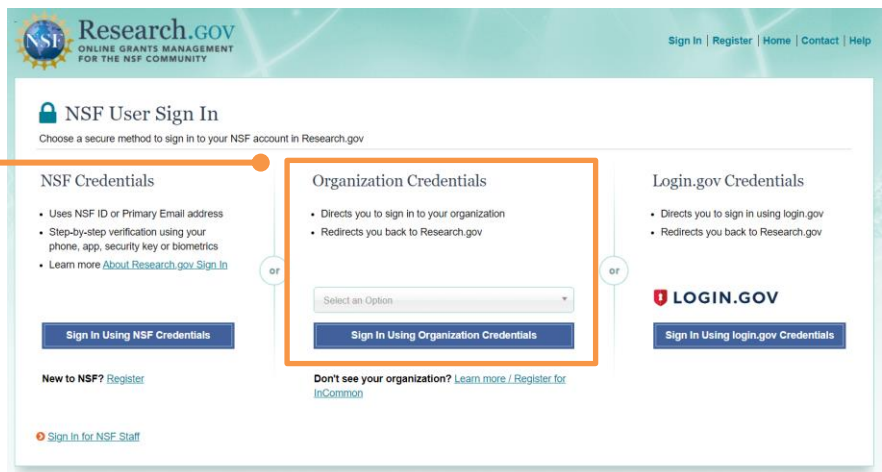 NSF
Research.GOV
ONLINE GRANTS MANAGEMENT
FOR THE NSF COMMUNITY
Sign In | Register | Home | Contact | Help
NSF User Sign In
Choose a secure method to sign in to your NSF account in Research.gov
NSF Credentials
• Uses NSF ID or Primary Email address
• Step-by-step verification using your
phone, app, security key or biometrics
• Learn more About Research.gov Sign In
Sign In Using NSF Credentials
New to NSF? Register
or
Organization Credentials
• Directs you to sign in to your organization
• Redirects you back to Research.gov
Select an Option
Sign In Using Organization Credentials
Don't see your organization? Learn more / Register for
InCommon
or
Login.gov Credentials
• Directs you to sign in using login.gov
• Redirects you back to Research.gov
LOGIN.GOV
Sign In Using login.gov Credentials
Sign In for NSF Staff